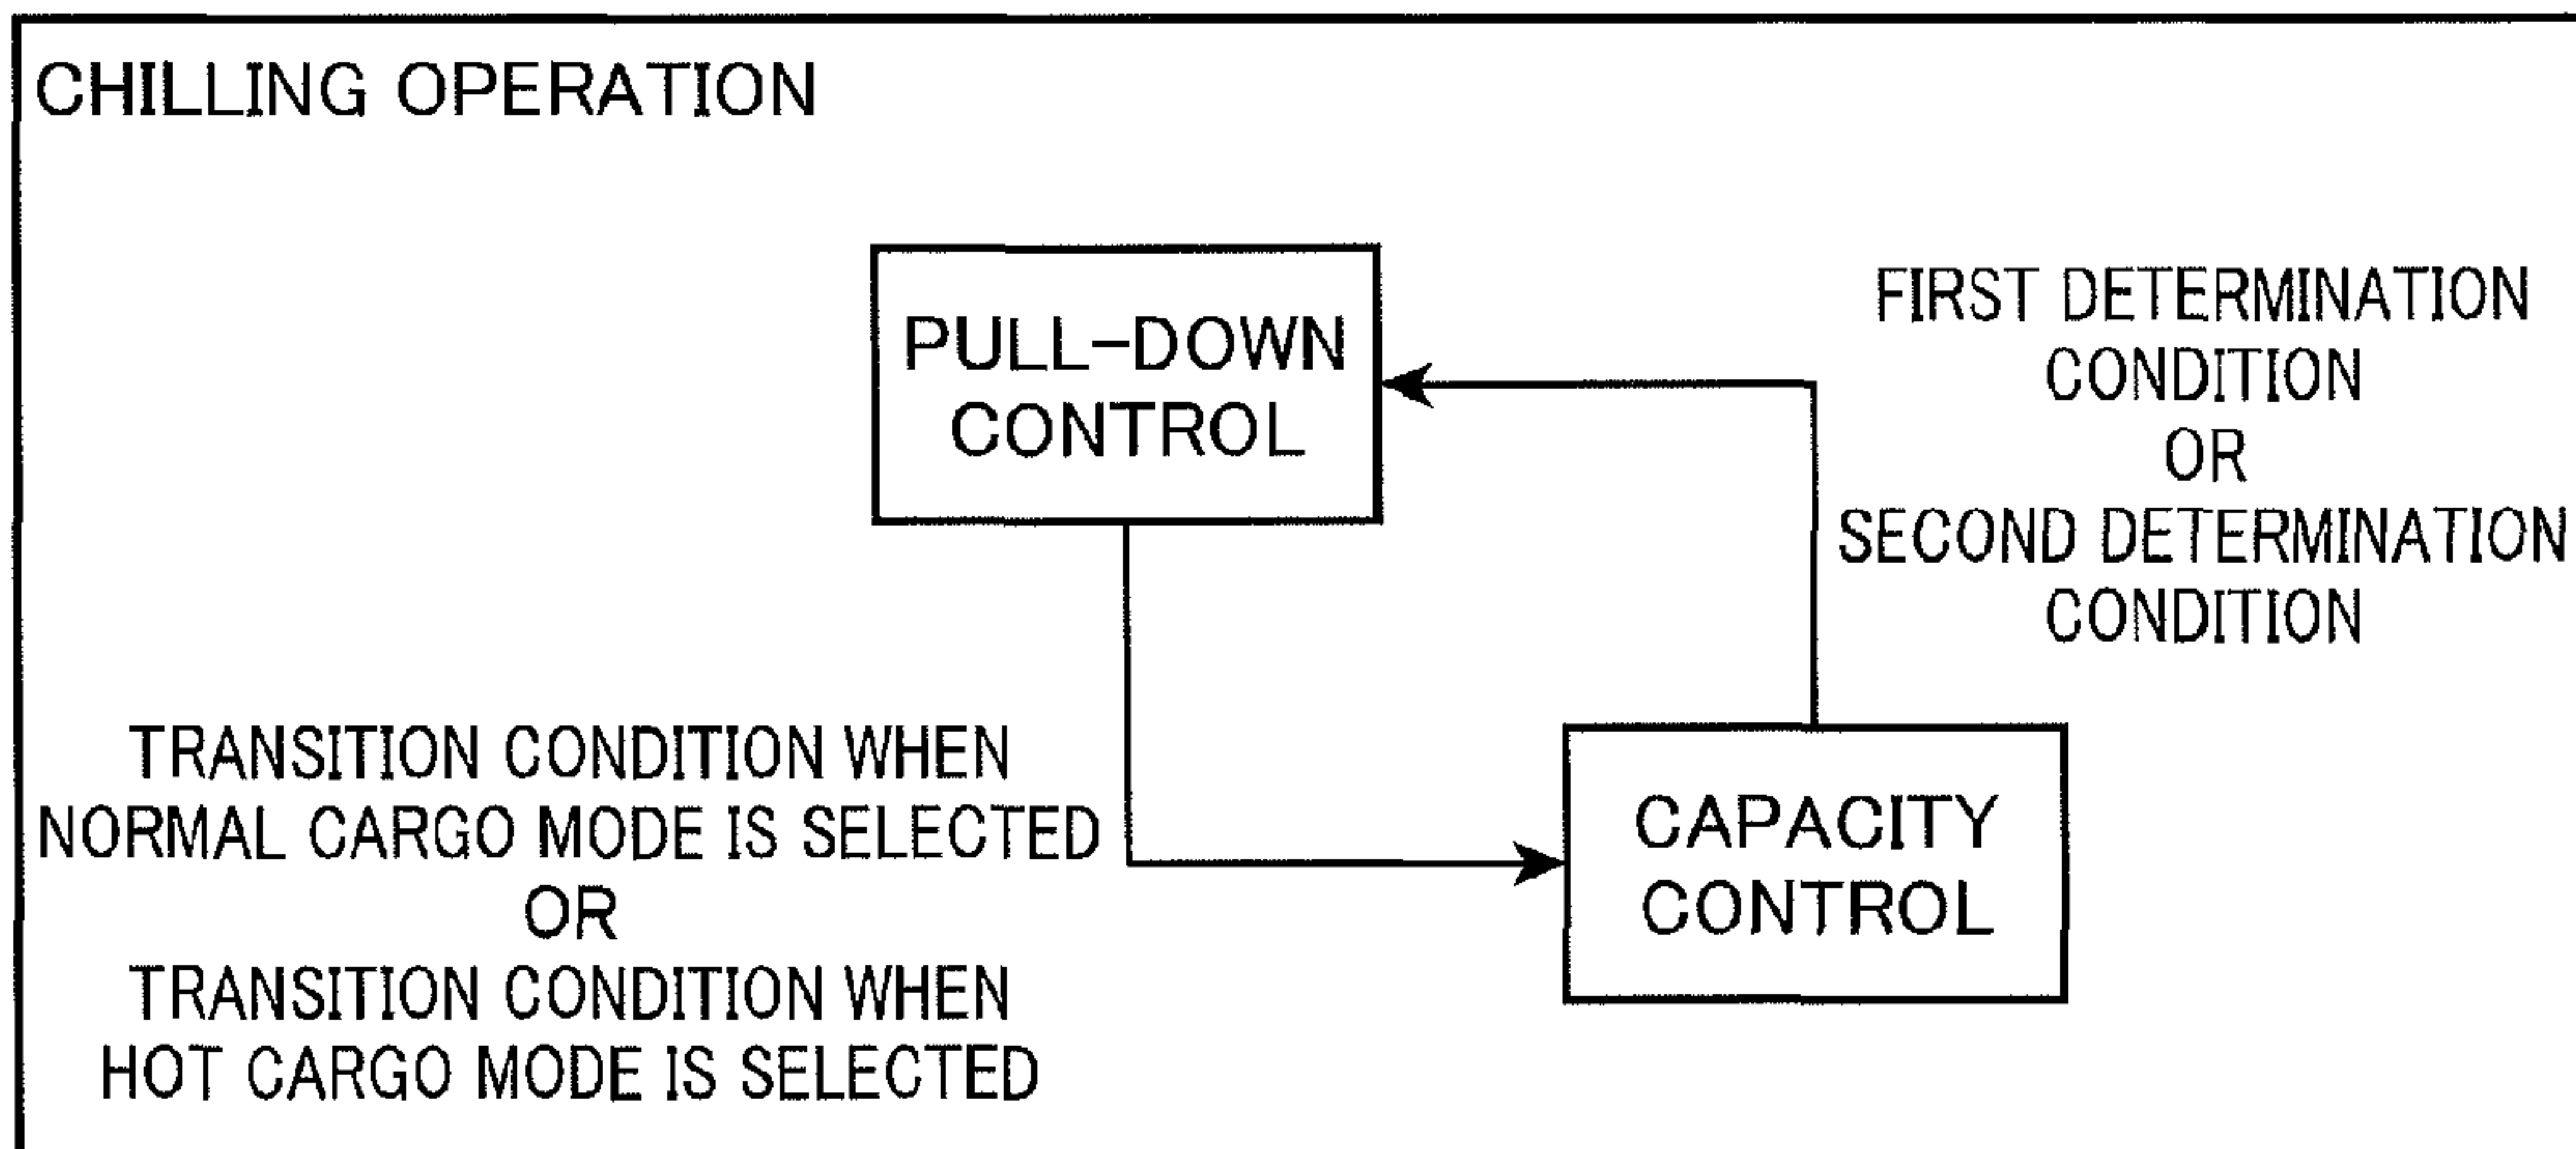 CHILLING OPERATION
PULL-DOWN
CONTROL
FIRST DETERMINATION
CONDITION
OR
SECOND DETERMINATION
CONDITION
TRANSITION CONDITION WHEN
NORMAL CARGO MODE IS SELECTED
OR
TRANSITION CONDITION WHEN
HOT CARGO MODE IS SELECTED
CAPACITY
CONTROL